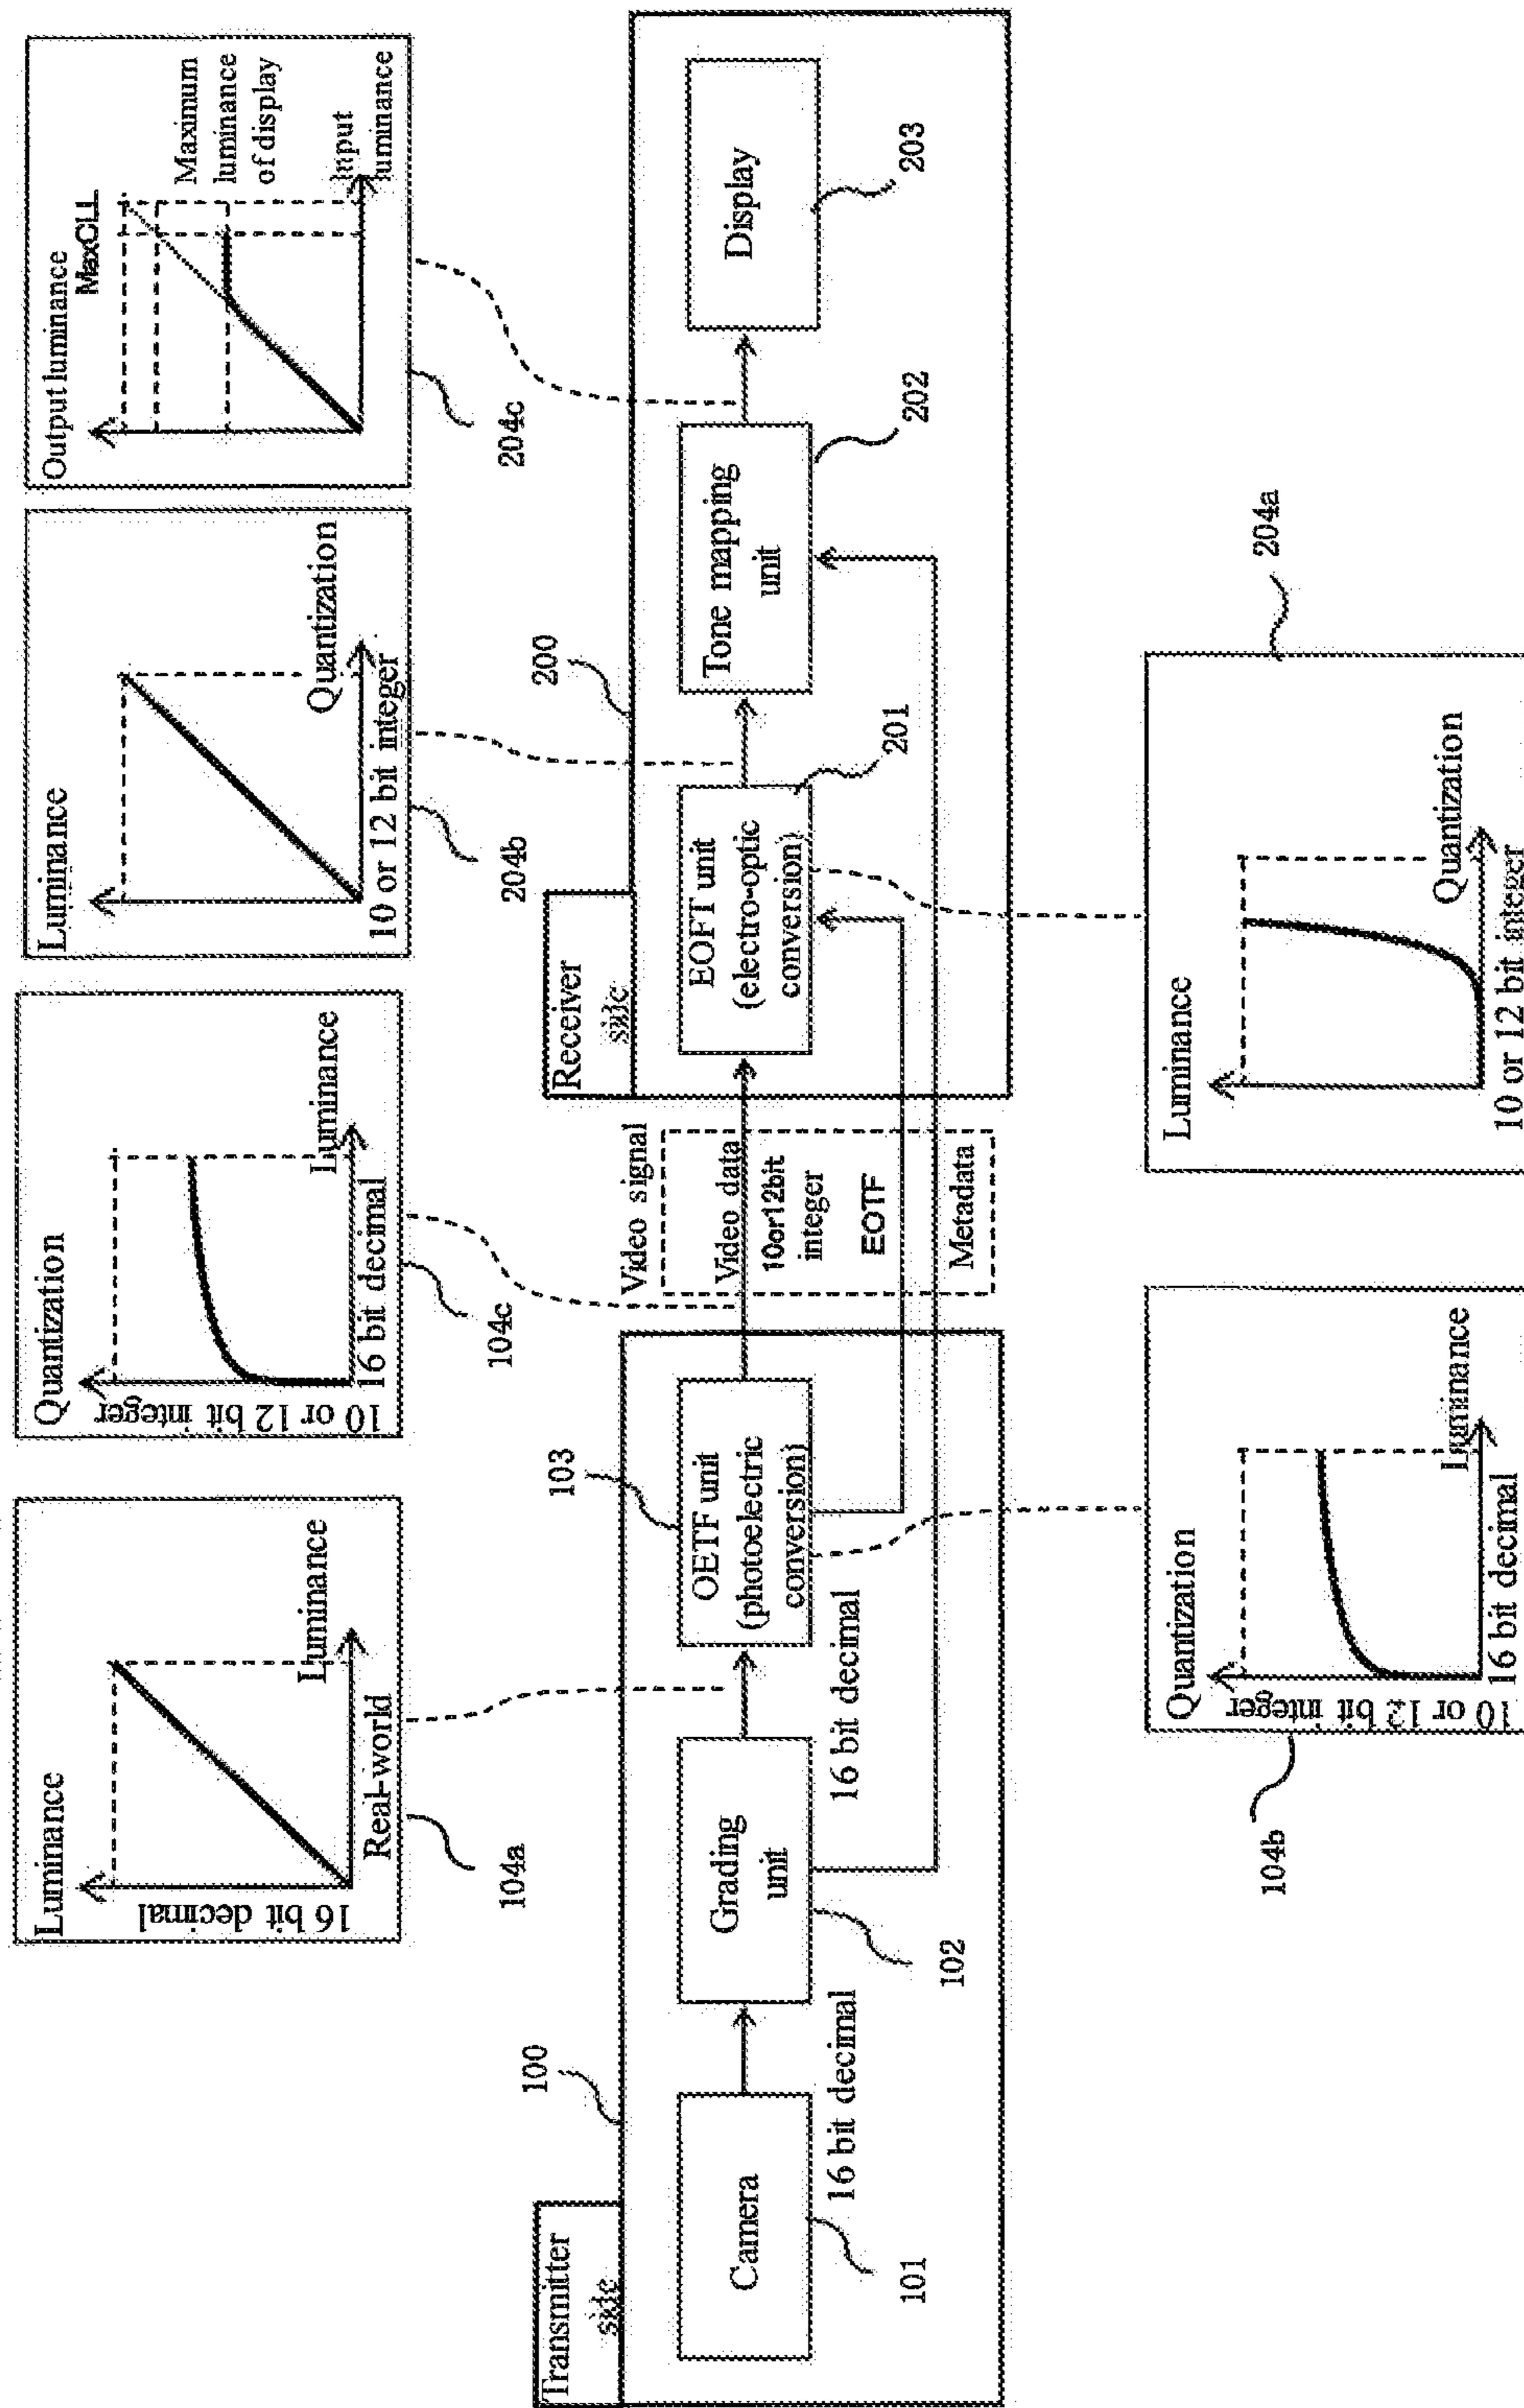 Luminance
16 bit decimal
Luminance
Real-world
104a
Quantization
10 or 12 bit integer
Luminance
16 bit decimal
104c
Luminance
Quantization
10 or 12 bit integer
204b
Output luminance
MaxCLL
Maximum
luminance
of display
Input
luminance
204c
Transmitter
side
100
Camera
101
16 bit decimal
Grading
unit
102
16 bit decimal
OETF unit
(photoelectric
conversion)
103
Video signal
Video data
10or12bit
integer
EOTF
Metadata
Receiver
side
200
EOFT unit
(electro-optic
conversion)
201
Tone mapping
unit
202
Display
203
Quantization
10 or 12 bit integer
Luminance
16 bit decimal
104b
Luminance
Quantization
10 or 12 bit integer
204a